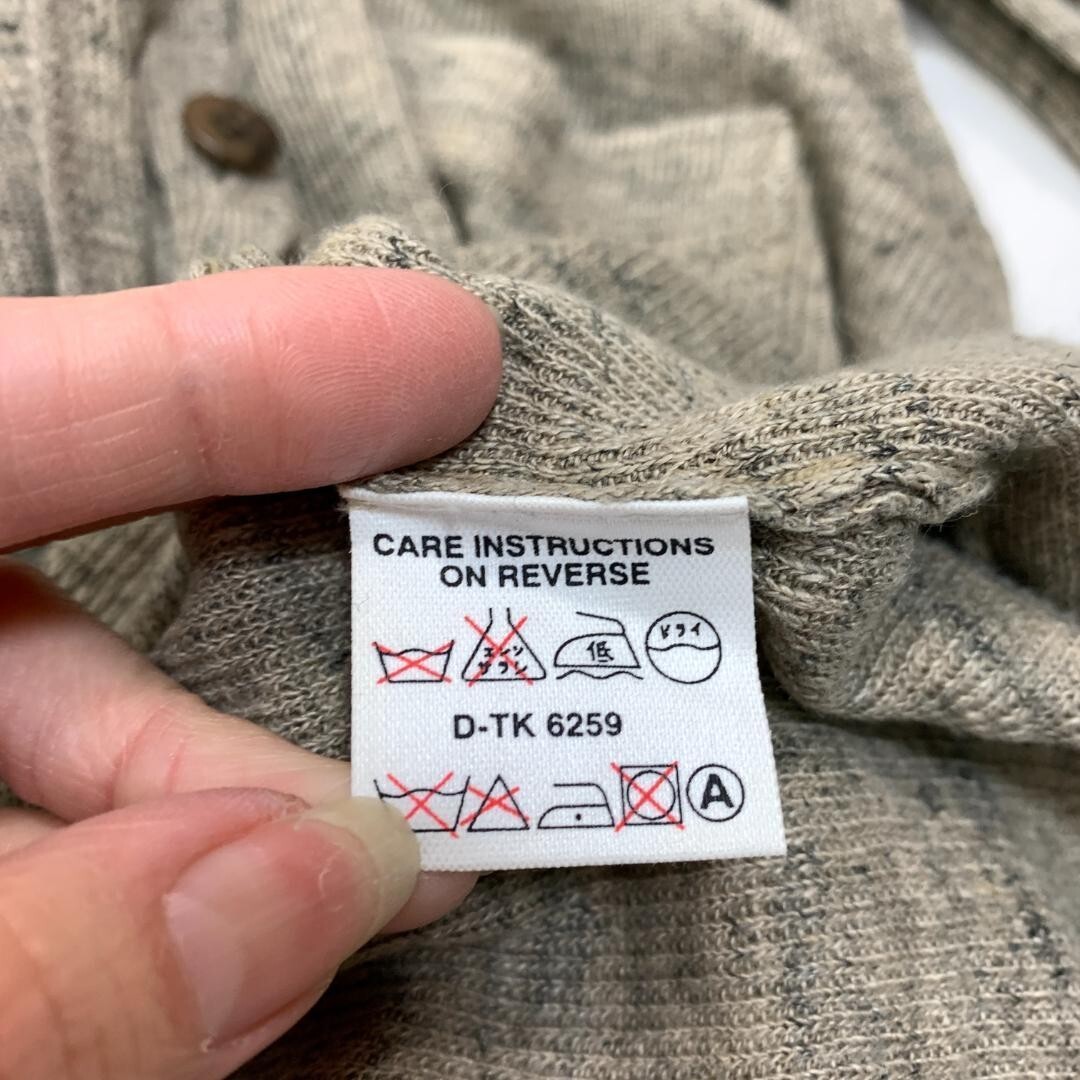 CARE INSTRUCTIONS
ON REVERSE
エンソ
サラシ
低
ドライ
D-TK 6259
A